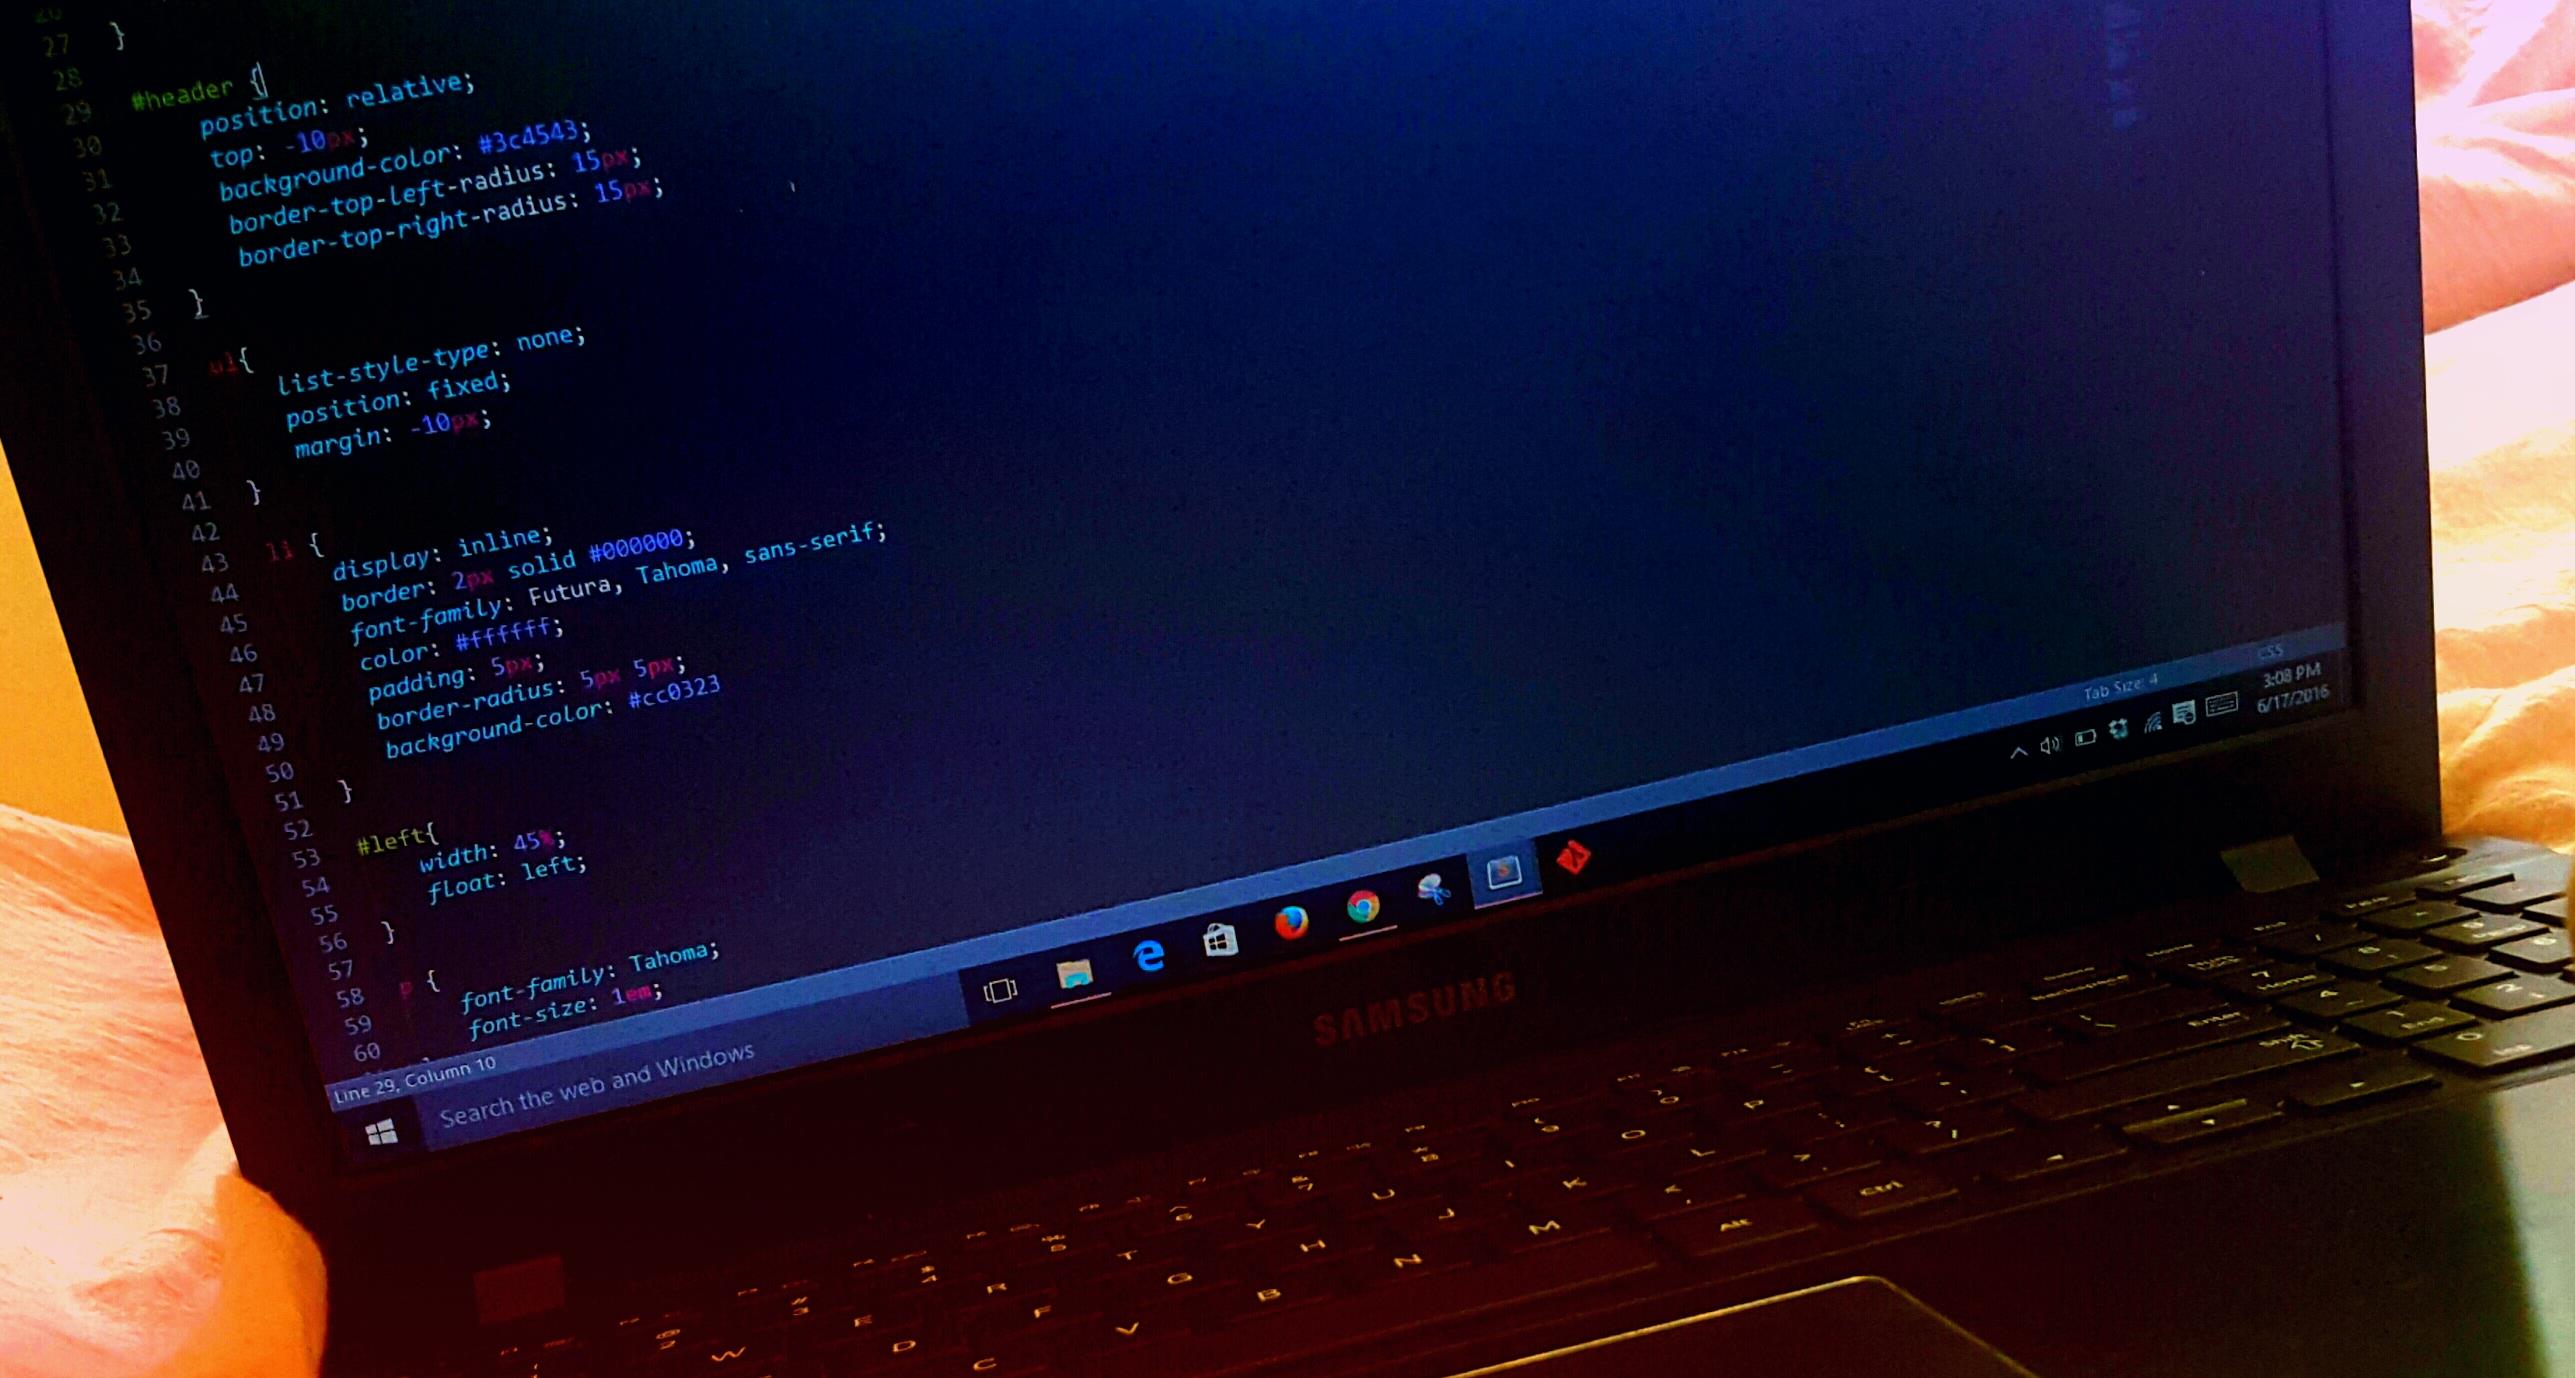 27 }
28
29 #header {
30 position: relative;
31 top: -10px;
32 background-color: #3c4543;
33 border-top-left-radius: 15px;
34 border-top-right-radius: 15px;
35 }
36
37 ul{
38 list-style-type: none;
39 position: fixed;
40 margin: -10px;
41 }
42
43 li {
44 display: inline;
45 border: 2px solid #000000;
46 font-family: Futura, Tahoma, sans-serif;
47 color: #ffffff;
48 padding: 5px;
49 border-radius: 5px 5px;
50 background-color: #cc0323
51 }
52
53 #left{
54 width: 45%;
55 float: left;
56 }
57
58 p {
59 font-family: Tahoma;
60 font-size: 1em;
Line 29, Column 10
Tab Size: 4
CSS
Search the web and Windows
3:08 PM
6/17/2016
SAMSUNG
7 Home
Enter
Shift
W E R T Y U I O P
D F G H J K L
C V B N M
Alt Ctrl